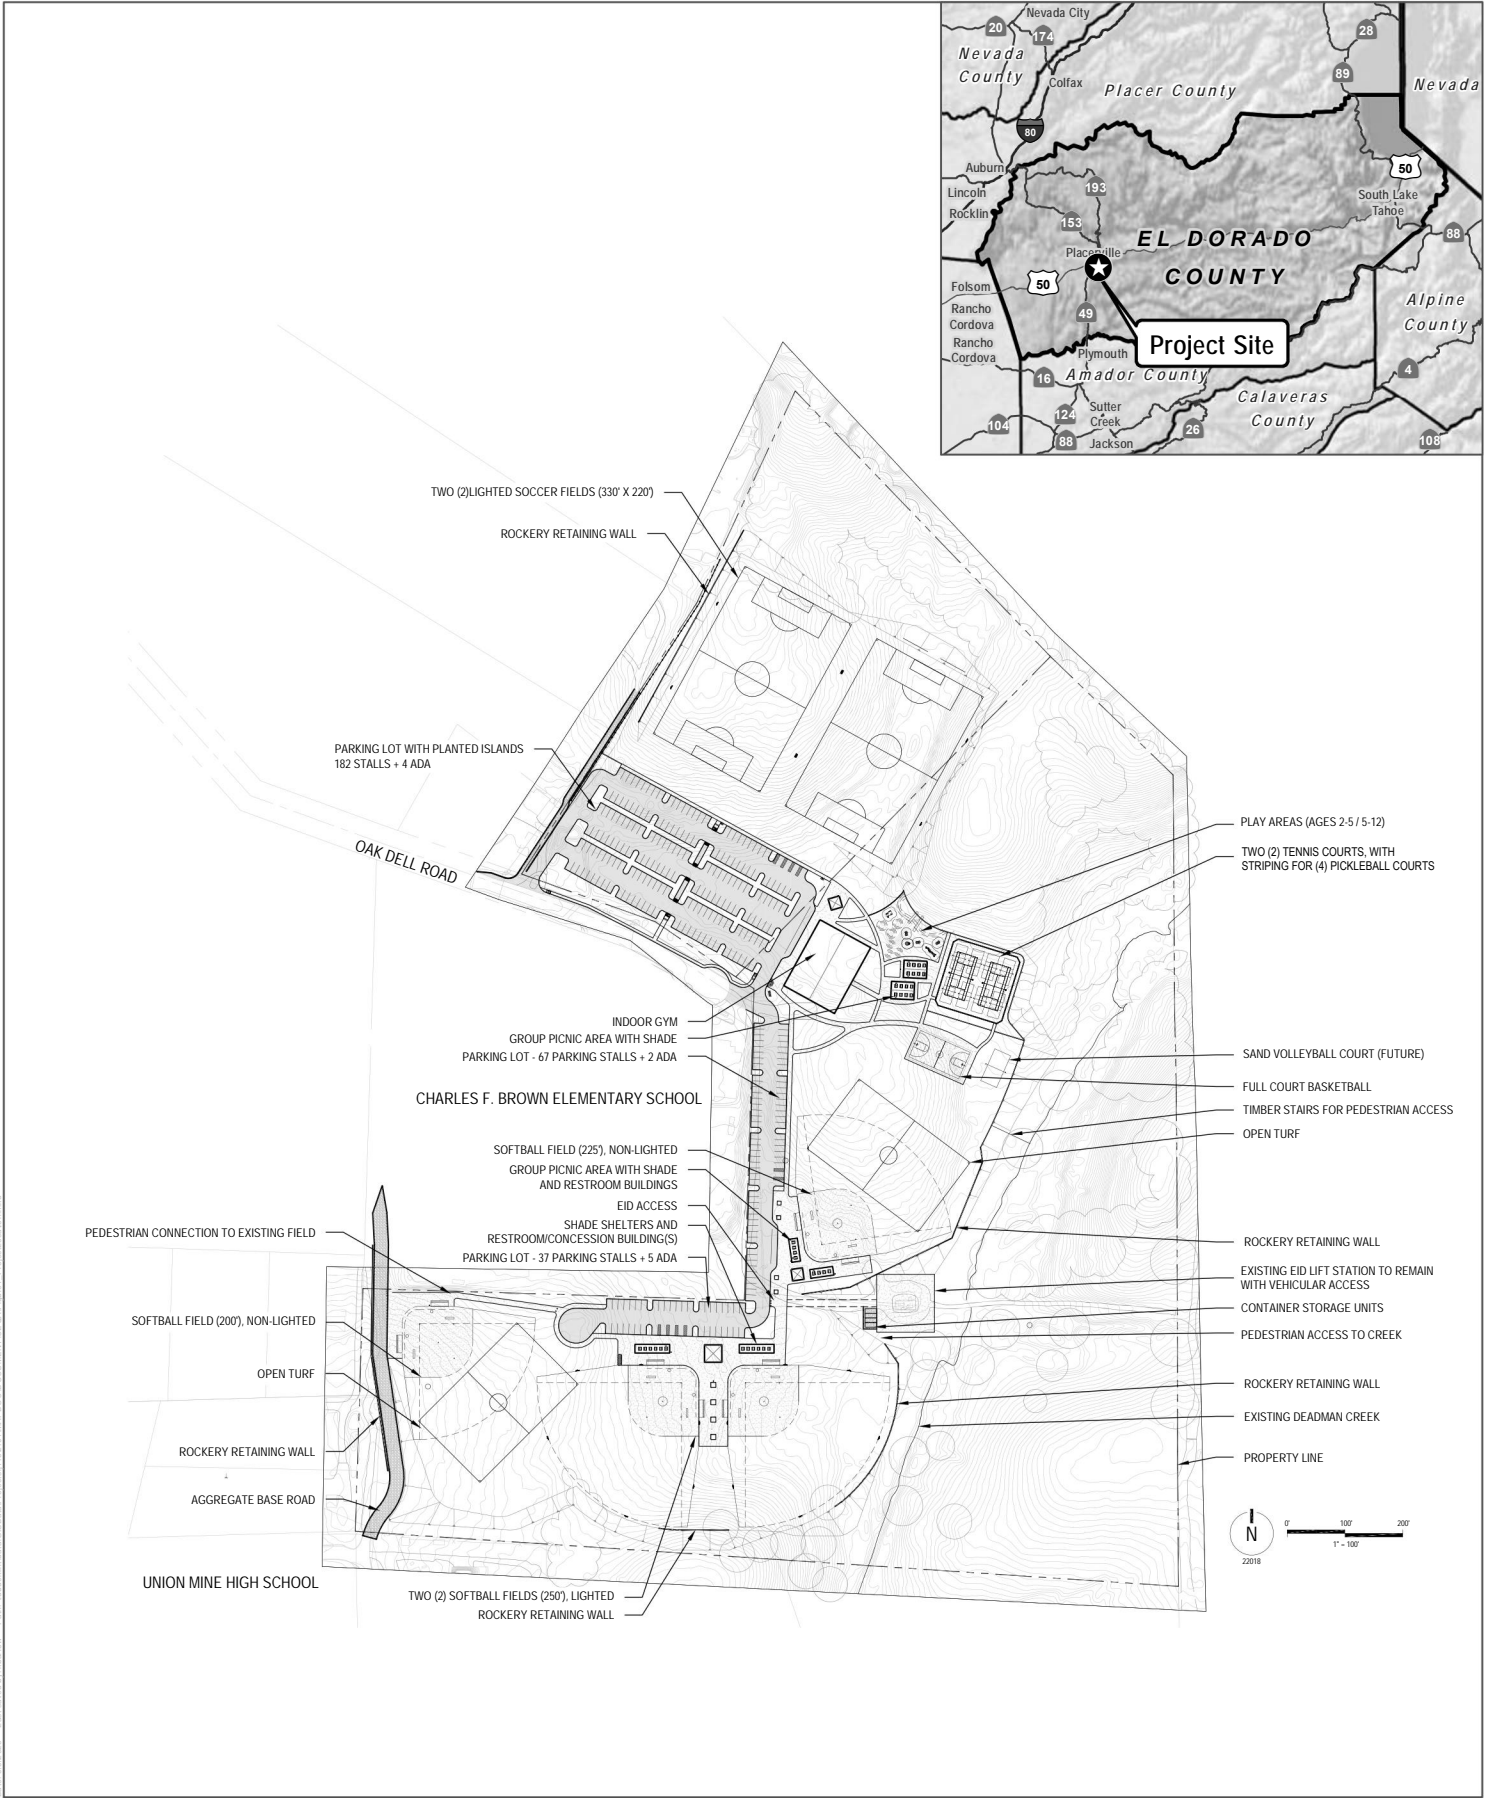 Nevada City
20
174
28
Nevada
County
89
Colfax
Placer County
Nevada
80
Auburn
50
193
Lincoln
South Lake
Tahoe
Rocklin
153
88
EL DORADO
COUNTY
Placerville
50
Folsom
Alpine
County
Rancho
Cordova
49
Rancho
Cordova
Plymouth
Project Site
16
Amador County
4
Calaveras
County
Sutter
Creek
124
104
26
88
Jackson
108
TWO (2)LIGHTED SOCCER FIELDS (330' X 220')
ROCKERY RETAINING WALL
PARKING LOT WITH PLANTED ISLANDS
182 STALLS + 4 ADA
OAK DELL ROAD
PLAY AREAS (AGES 2-5 / 5-12)
TWO (2) TENNIS COURTS, WITH
STRIPING FOR (4) PICKLEBALL COURTS
INDOOR GYM
GROUP PICNIC AREA WITH SHADE
PARKING LOT - 67 PARKING STALLS + 2 ADA
SAND VOLLEYBALL COURT (FUTURE)
FULL COURT BASKETBALL
CHARLES F. BROWN ELEMENTARY SCHOOL
TIMBER STAIRS FOR PEDESTRIAN ACCESS
OPEN TURF
SOFTBALL FIELD (225'), NON-LIGHTED
GROUP PICNIC AREA WITH SHADE
AND RESTROOM BUILDINGS
EID ACCESS
SHADE SHELTERS AND
RESTROOM/CONCESSION BUILDING(S)
PARKING LOT - 37 PARKING STALLS + 5 ADA
PEDESTRIAN CONNECTION TO EXISTING FIELD
ROCKERY RETAINING WALL
EXISTING EID LIFT STATION TO REMAIN
WITH VEHICULAR ACCESS
CONTAINER STORAGE UNITS
SOFTBALL FIELD (200'), NON-LIGHTED
PEDESTRIAN ACCESS TO CREEK
OPEN TURF
ROCKERY RETAINING WALL
EXISTING DEADMAN CREEK
ROCKERY RETAINING WALL
PROPERTY LINE
AGGREGATE BASE ROAD
N
22018
0'
100'
200'
1" = 100'
UNION MINE HIGH SCHOOL
TWO (2) SOFTBALL FIELDS (250'), LIGHTED
ROCKERY RETAINING WALL